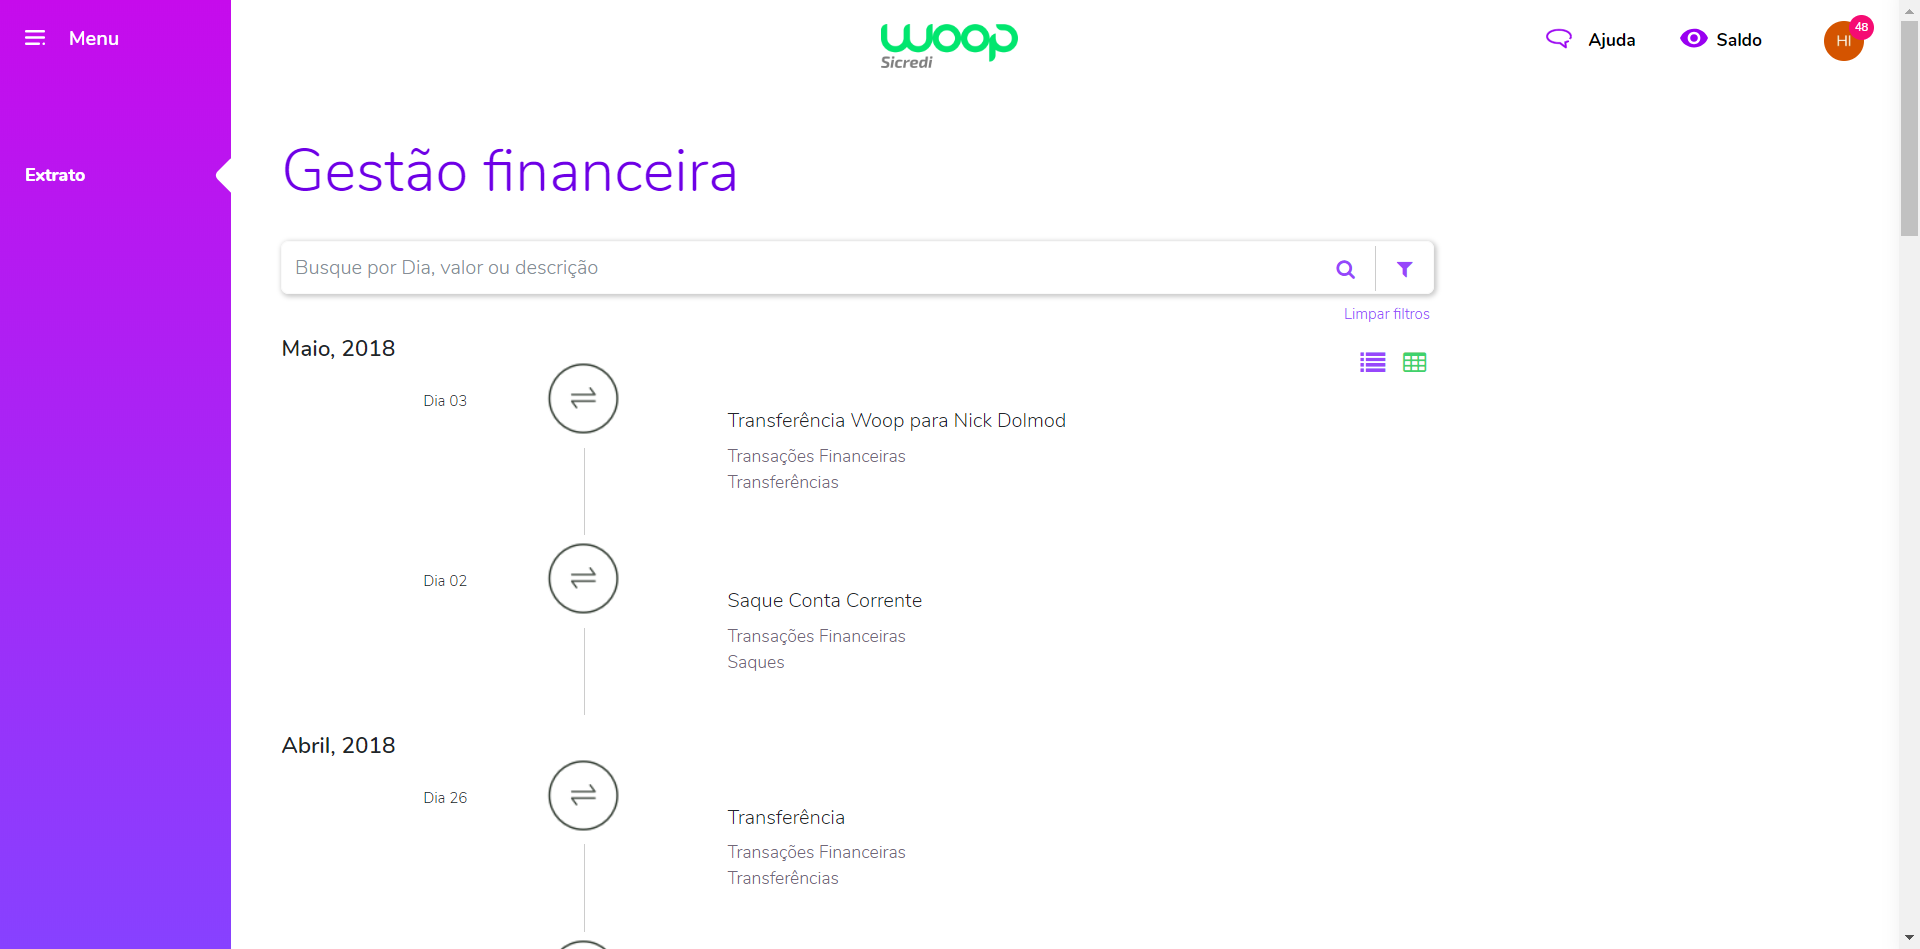 Menu
woop
Sicredi
Ajuda
Saldo
HI
48
Extrato
Gestão financeira
Busque por Dia, valor ou descrição
Limpar filtros
Maio, 2018
Dia 03
Transferência Woop para Nick Dolmod
Transações Financeiras
Transferências
Dia 02
Saque Conta Corrente
Transações Financeiras
Saques
Abril, 2018
Dia 26
Transferência
Transações Financeiras
Transferências